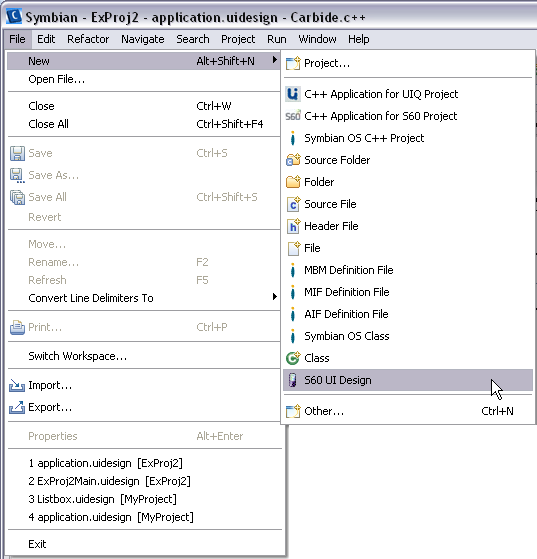 Symbian - ExProj2 - application.uidesign - Carbide.c++
File Edit Refactor Navigate Search Project Run Window Help
New Alt+Shift+N
Open File...
Close Ctrl+W
Close All Ctrl+Shift+F4
Save Ctrl+S
Save As...
Save All Ctrl+Shift+S
Revert
Move...
Rename... F2
Refresh F5
Convert Line Delimiters To
Print... Ctrl+P
Switch Workspace...
Import...
Export...
Properties Alt+Enter
1 application.uidesign [ExProj2]
2 ExProj2Main.uidesign [ExProj2]
3 Listbox.uidesign [MyProject]
4 application.uidesign [MyProject]
Exit
Project...
C++ Application for UIQ Project
S60 C++ Application for S60 Project
Symbian OS C++ Project
Source Folder
Folder
Source File
Header File
File
MBM Definition File
MIF Definition File
AIF Definition File
Symbian OS Class
Class
S60 UI Design
Other... Ctrl+N